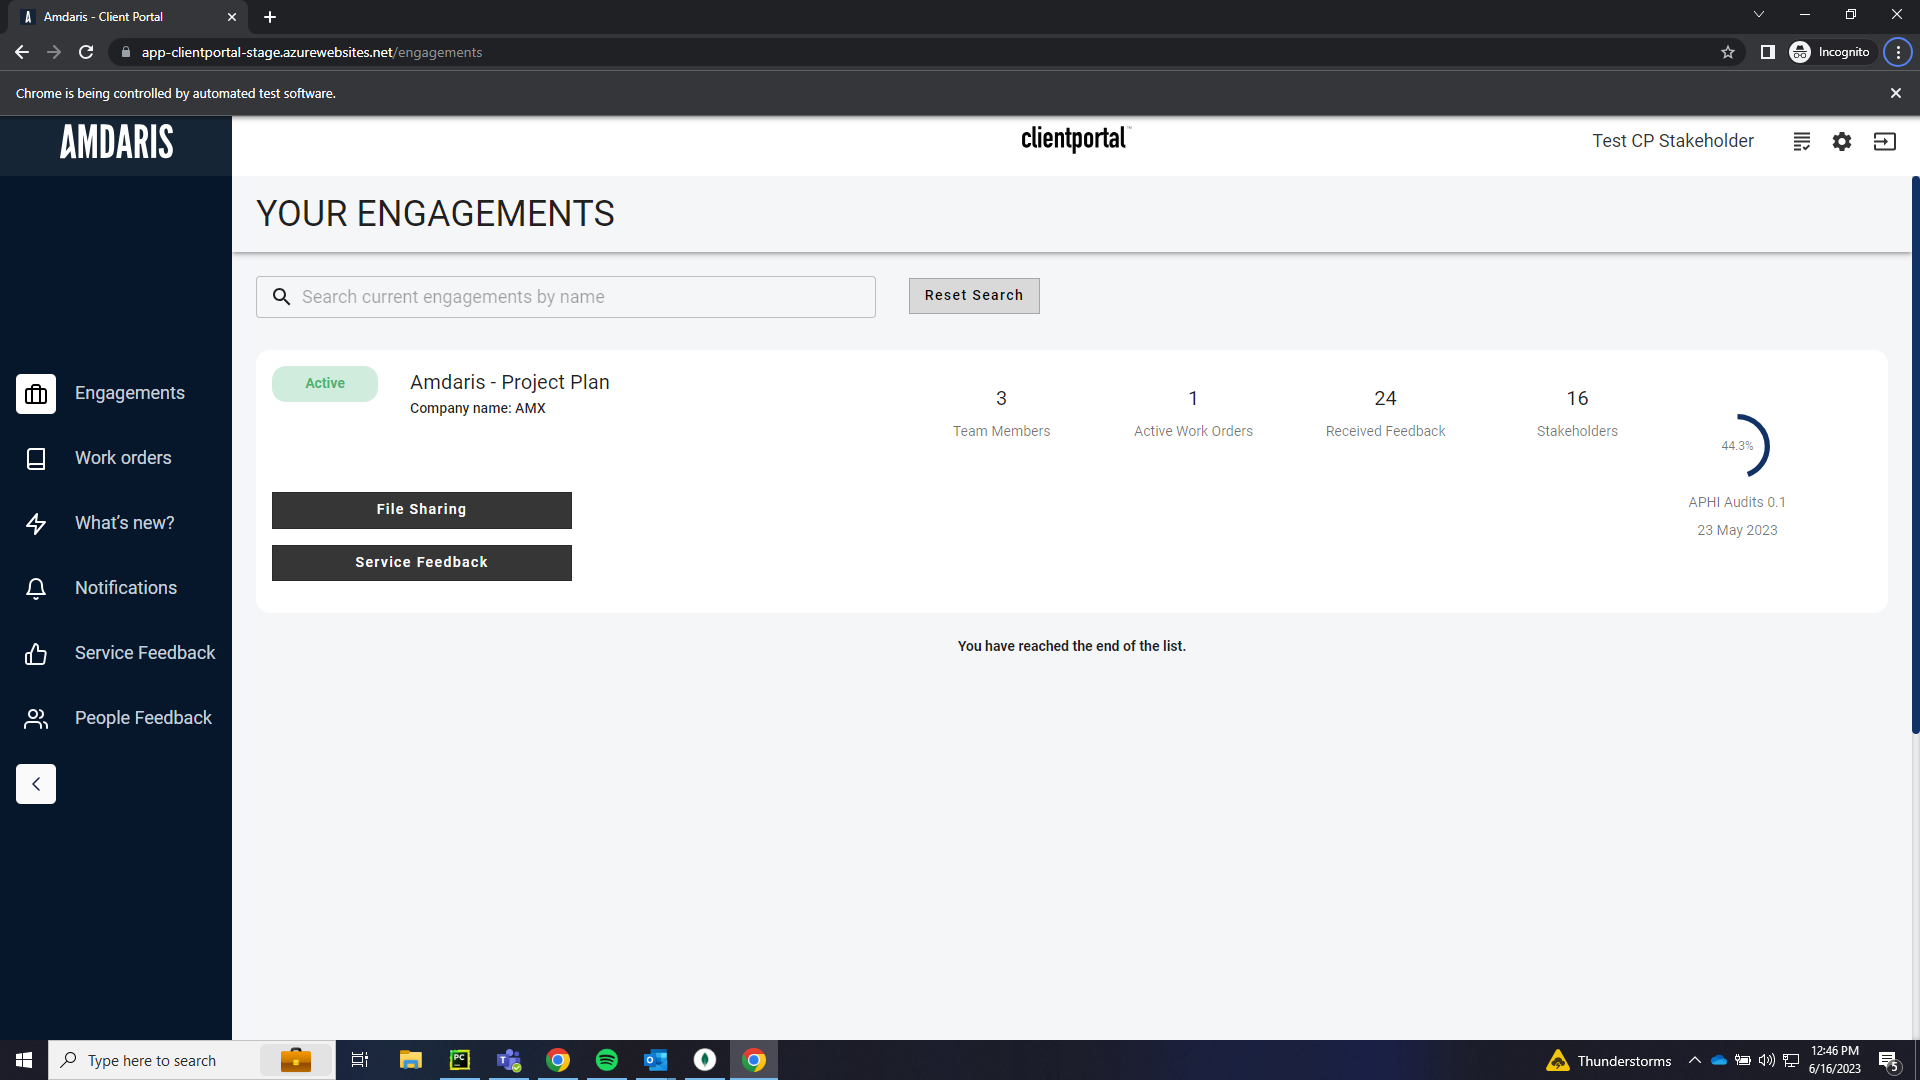 Amdaris - Client Portal
app-clientportal-stage.azurewebsites.net/engagements
Incognito
Chrome is being controlled by automated test software.
AMDARIS
clientportal
Test CP Stakeholder
YOUR ENGAGEMENTS
Search current engagements by name
Reset Search
Active
Amdaris - Project Plan
Company name: AMX
3
Team Members
1
Active Work Orders
24
Received Feedback
16
Stakeholders
44.3%
APHI Audits 0.1
23 May 2023
File Sharing
Service Feedback
You have reached the end of the list.
Engagements
Work orders
What's new?
Notifications
Service Feedback
People Feedback
Type here to search
Thunderstorms
12:46 PM
6/16/2023
5